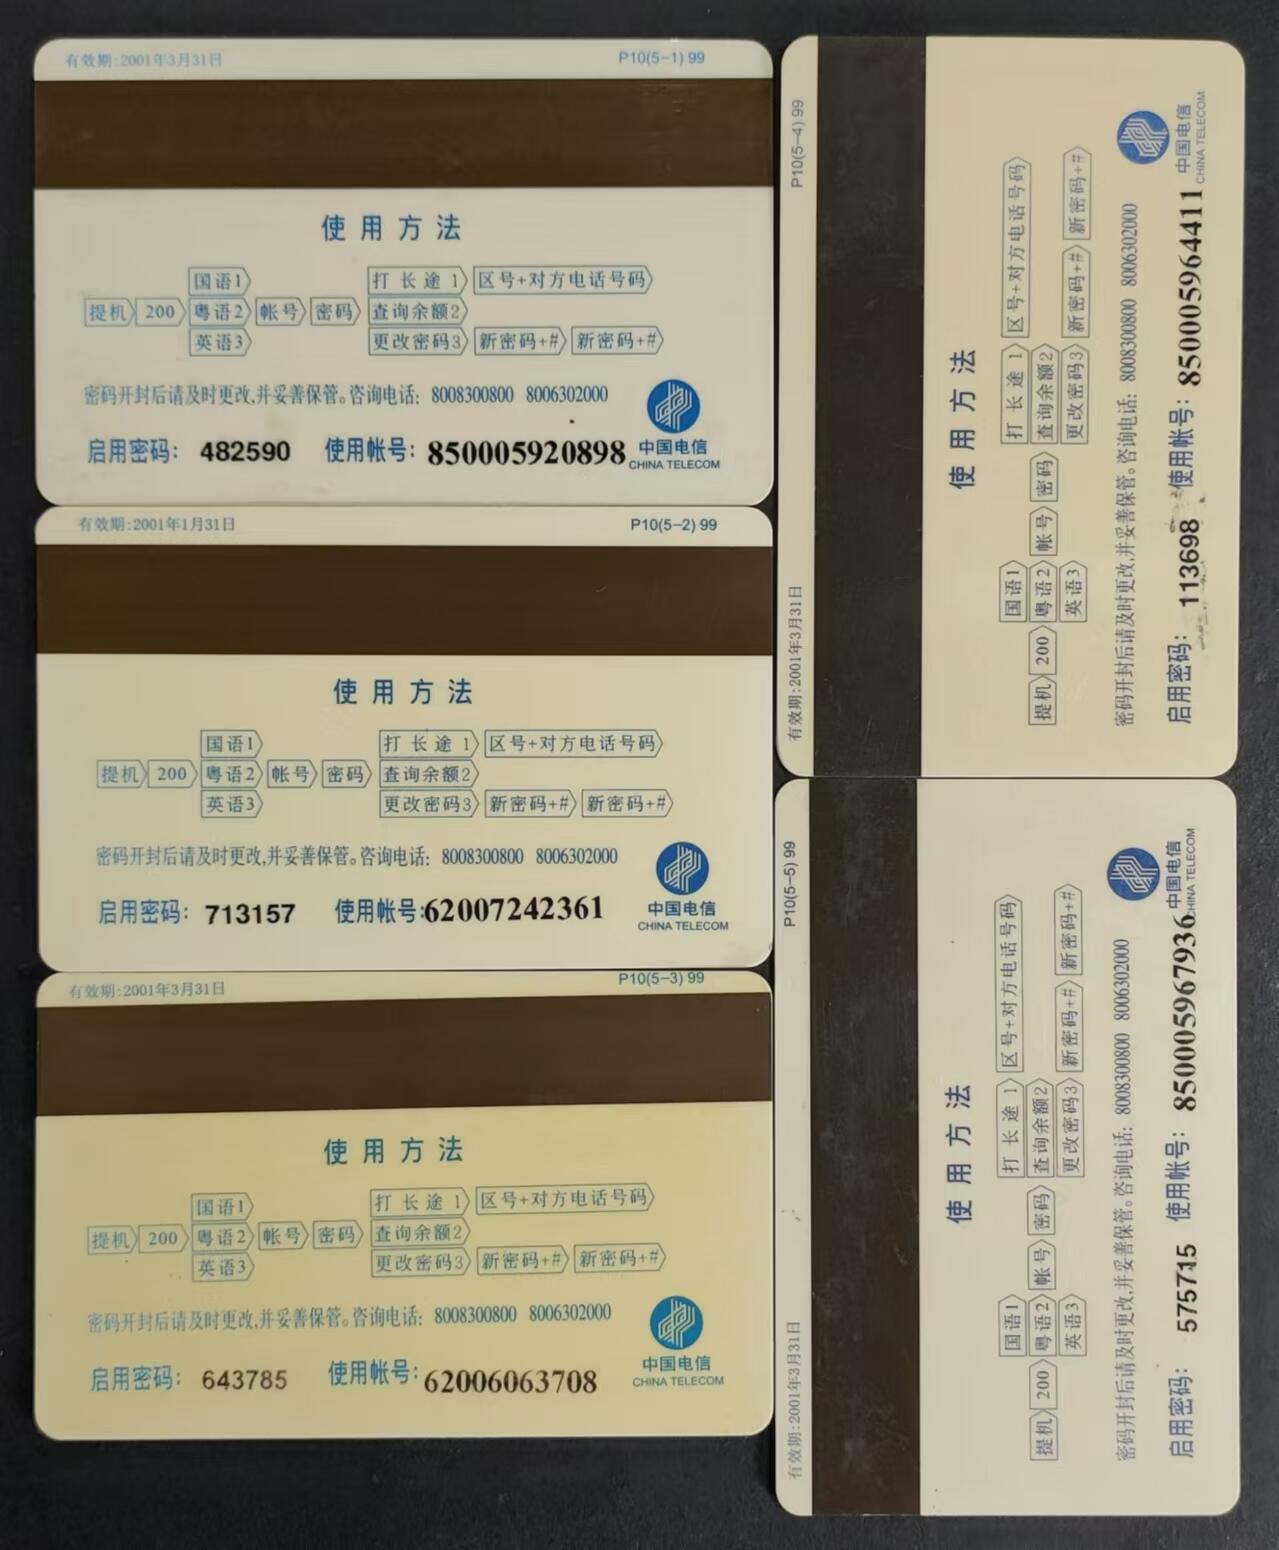 有效期:2001年3月31日 P10(5-1) 99
使用方法
国语1 打长途1 区号+对方电话号码
提机 200 粤语2 帐号 密码 查询余额2
英语3 更改密码3 新密码+# 新密码+#
密码开封后请及时更改,并妥善保管。咨询电话: 8008300800 8006302000
启用密码: 482590 使用帐号: 850005920898
中国电信
CHINA TELECOM
有效期:2001年1月31日 P10(5-2) 99
使用方法
国语1 打长途1 区号+对方电话号码
提机 200 粤语2 帐号 密码 查询余额2
英语3 更改密码3 新密码+# 新密码+#
密码开封后请及时更改,并妥善保管。咨询电话: 8008300800 8006302000
启用密码: 713157 使用帐号:62007242361
中国电信
CHINA TELECOM
有效期:2001年3月31日 P10(5-3) 99
使用方法
国语1 打长途1 区号+对方电话号码
提机 200 粤语2 帐号 密码 查询余额2
英语3 更改密码3 新密码+# 新密码+#
密码开封后请及时更改,并妥善保管。咨询电话: 8008300800 8006302000
启用密码: 643785 使用帐号: 62006063708
中国电信
CHINA TELECOM
有效期:2001年3月31日 P10(5-4) 99
使用方法
国语1 打长途1 区号+对方电话号码
提机 200 粤语2 帐号 密码 查询余额2
英语3 更改密码3 新密码+# 新密码+#
密码开封后请及时更改,并妥善保管。咨询电话: 8008300800 8006302000
启用密码: 113698 使用帐号: 850005964411
中国电信
CHINA TELECOM
有效期:2001年3月31日 P10(5-5) 99
使用方法
国语1 打长途1 区号+对方电话号码
提机 200 粤语2 帐号 密码 查询余额2
英语3 更改密码3 新密码+# 新密码+#
密码开封后请及时更改,并妥善保管。咨询电话: 8008300800 8006302000
启用密码: 575715 使用帐号: 850005967936
中国电信
CHINA TELECOM